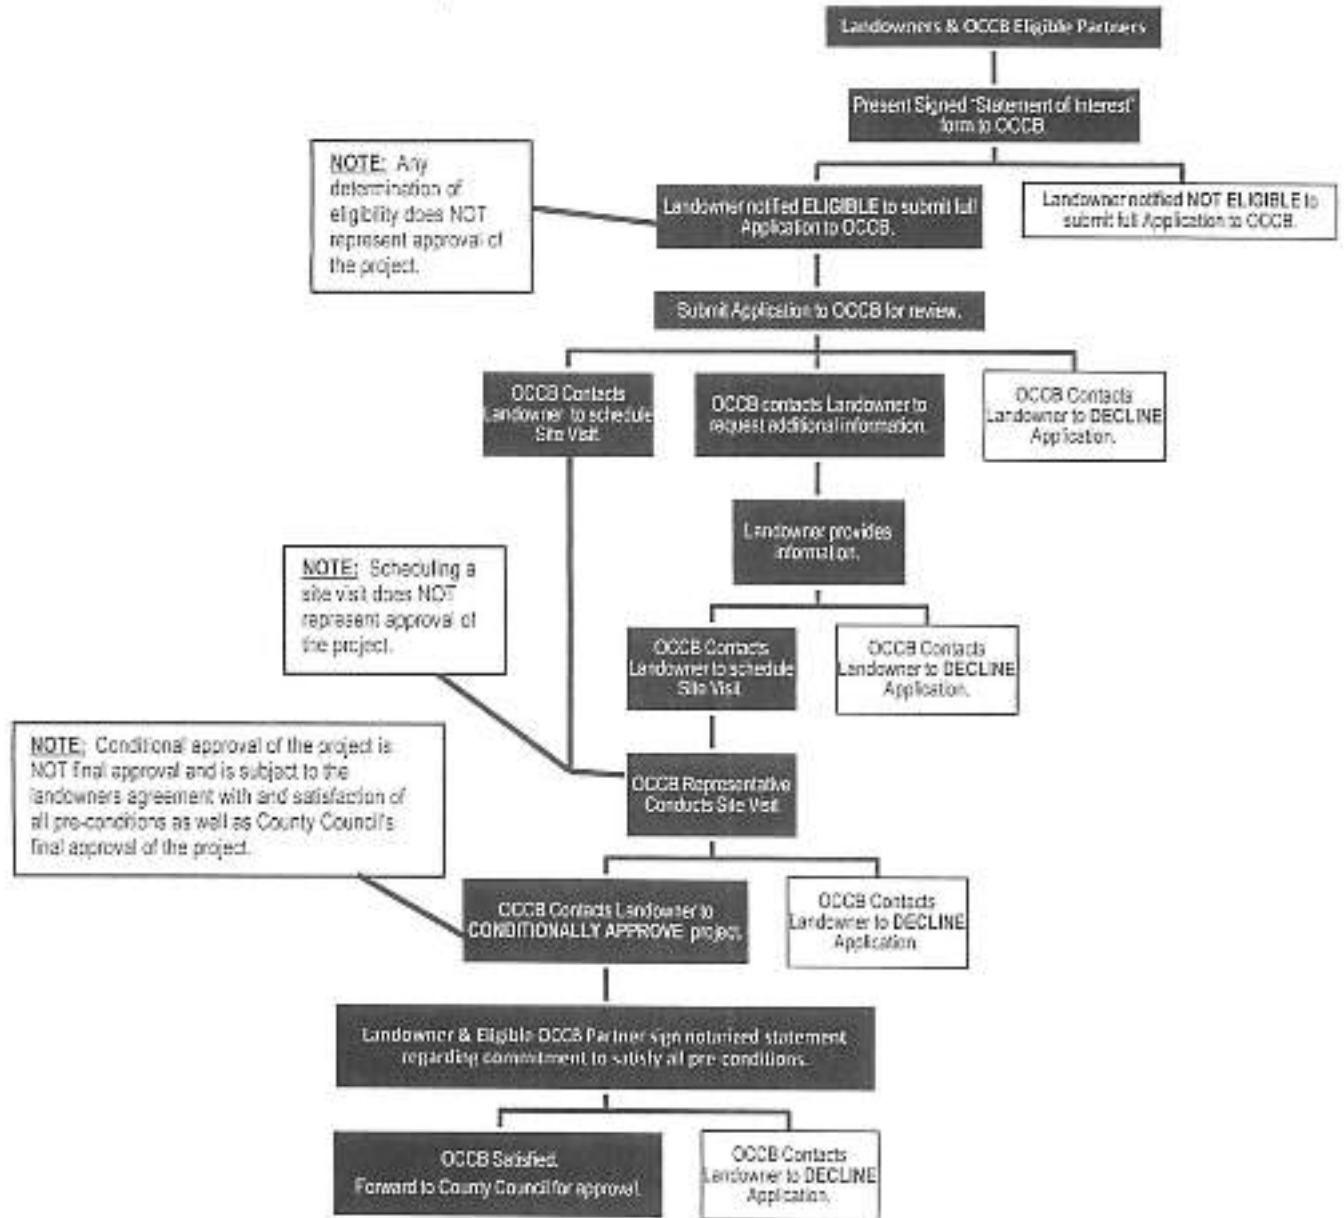 Landowners & OCCB Eligible Partners
Present Signed "Statement of Interest"
form to OCCB
NOTE: Any
determination of
eligibility does NOT
represent approval of
the project.
Landowner notified ELIGIBLE to submit full
Application to OCCB.
Landowner notified NOT ELIGIBLE to
submit full Application to OCCB.
Submit Application to OCCB for review.
OCCB Contacts
Landowner to schedule
Site Visit.
OCCB contacts Landowner to
request additional information.
OCCB Contacts
Landowner to DECLINE
Application.
Landowner provides
information.
NOTE: Scheduling a
site visit does NOT
represent approval of
the project.
OCCB Contacts
Landowner to schedule
Site Visit
OCCB Contacts
Landowner to DECLINE
Application.
NOTE: Conditional approval of the project is
NOT final approval and is subject to the
landowners agreement with and satisfaction of
all pre-conditions as well as County Council's
final approval of the project.
OCCB Representative
Conducts Site Visit
OCCB Contacts Landowner to
CONDITIONALLY APPROVE project.
OCCB Contacts
Landowner to DECLINE
Application.
Landowner & Eligible OCCB Partner sign notarized statement
regarding commitment to satisfy all pre-conditions.
OCCB Satisfied.
Forward to County Council for approval.
OCCB Contacts
Landowner to DECLINE
Application.